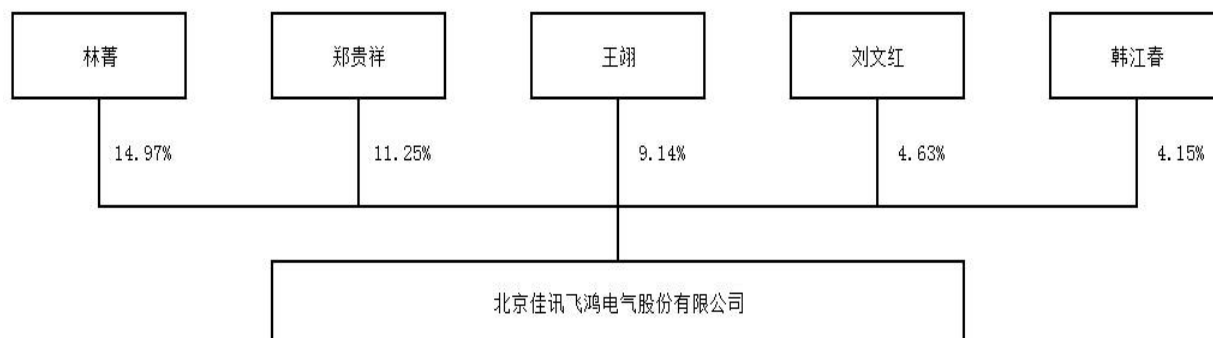 林菁
郑贵祥
王翊
刘文红
韩江春
14.97%
11.25%
9.14%
4.63%
4.15%
北京佳讯飞鸿电气股份有限公司